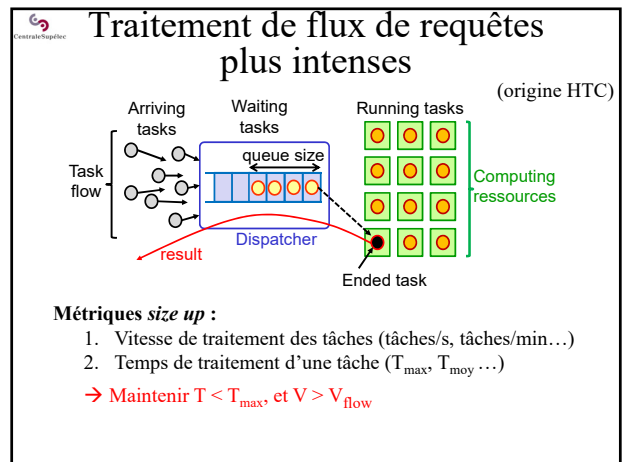 CentraleSupélec
Traitement de flux de requêtes
plus intenses
(origine HTC)
Arriving
tasks
Waiting
tasks
Running tasks
Task
flow
queue size
Computing
ressources
Dispatcher
result
Ended task
Métriques size up :
1. Vitesse de traitement des tâches (tâches/s, tâches/min…)
2. Temps de traitement d’une tâche (Tmax, Tmoy …)
→ Maintenir T < Tmax, et V > Vflow